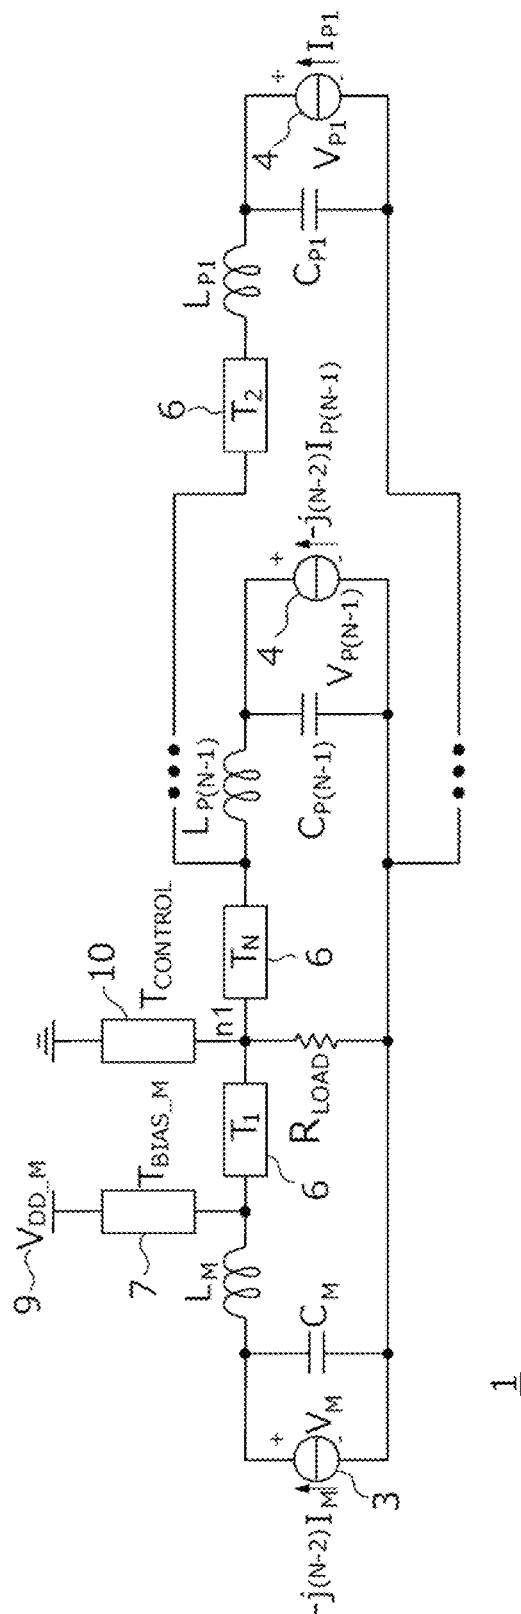 9
V_DD_M
7
T_BIAS_M
10
T_CONTROL
n1
-j(N-2)I_M
V_M
3
C_M
L_M
T_1
6
R_LOAD
T_N
6
L_P(N-1)
C_P(N-1)
4
V_P(N-1)
-j(N-2)I_P(N-1)
6
T_2
L_P1
C_P1
4
V_P1
I_P1
+
-
+
-
+
-
1